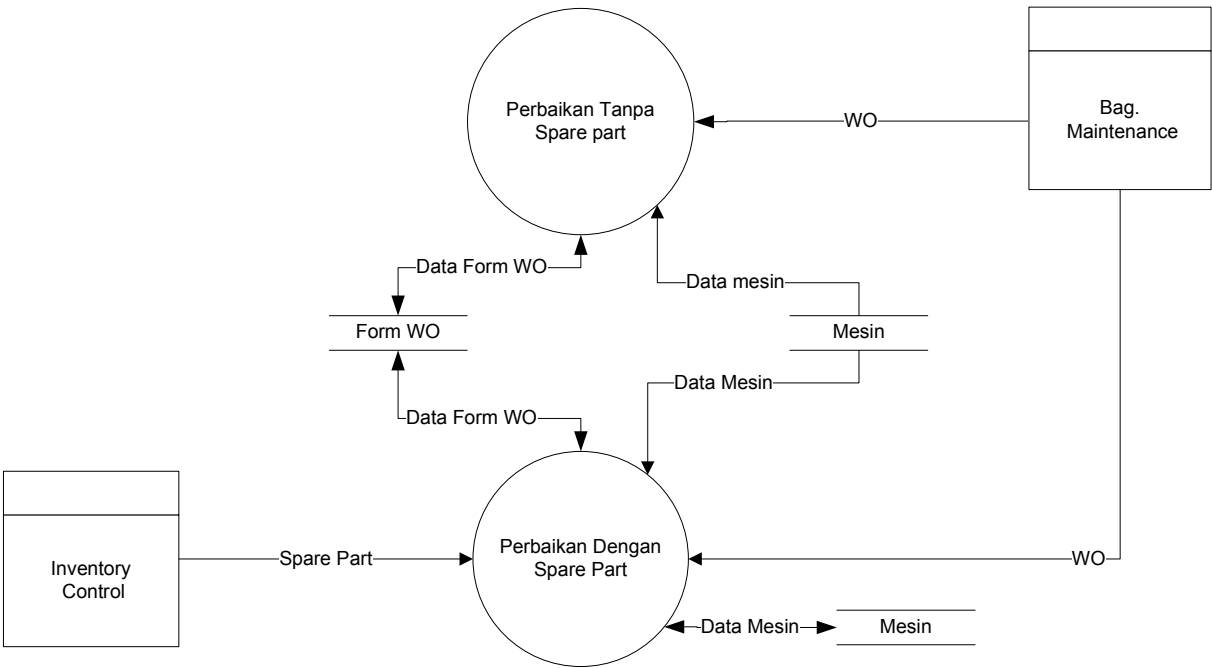 Perbaikan Tanpa
Spare part
WO
Bag.
Maintenance
Data Form WO
Data mesin
Form WO
Mesin
Data Mesin
Data Form WO
Inventory
Control
Spare Part
Perbaikan Dengan
Spare Part
WO
Data Mesin
Mesin